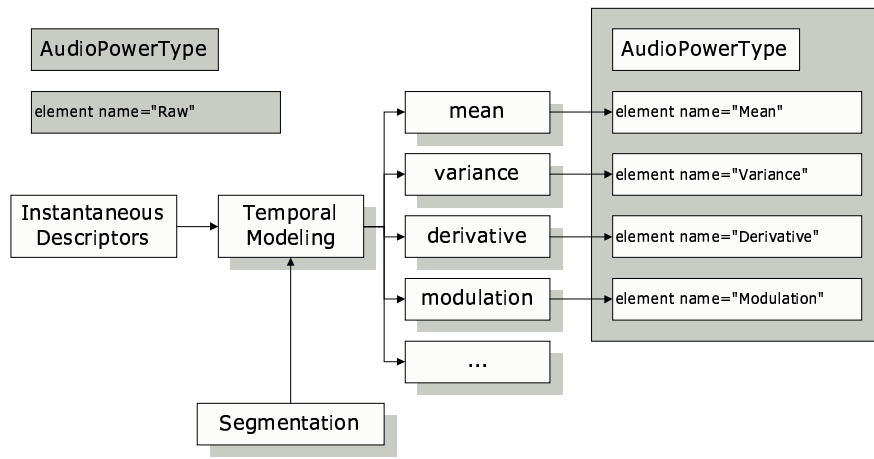 AudioPowerType
element name="Raw"
Instantaneous
Descriptors
Temporal
Modeling
Segmentation
mean
variance
derivative
modulation
...
AudioPowerType
element name="Mean"
element name="Variance"
element name="Derivative"
element name="Modulation"